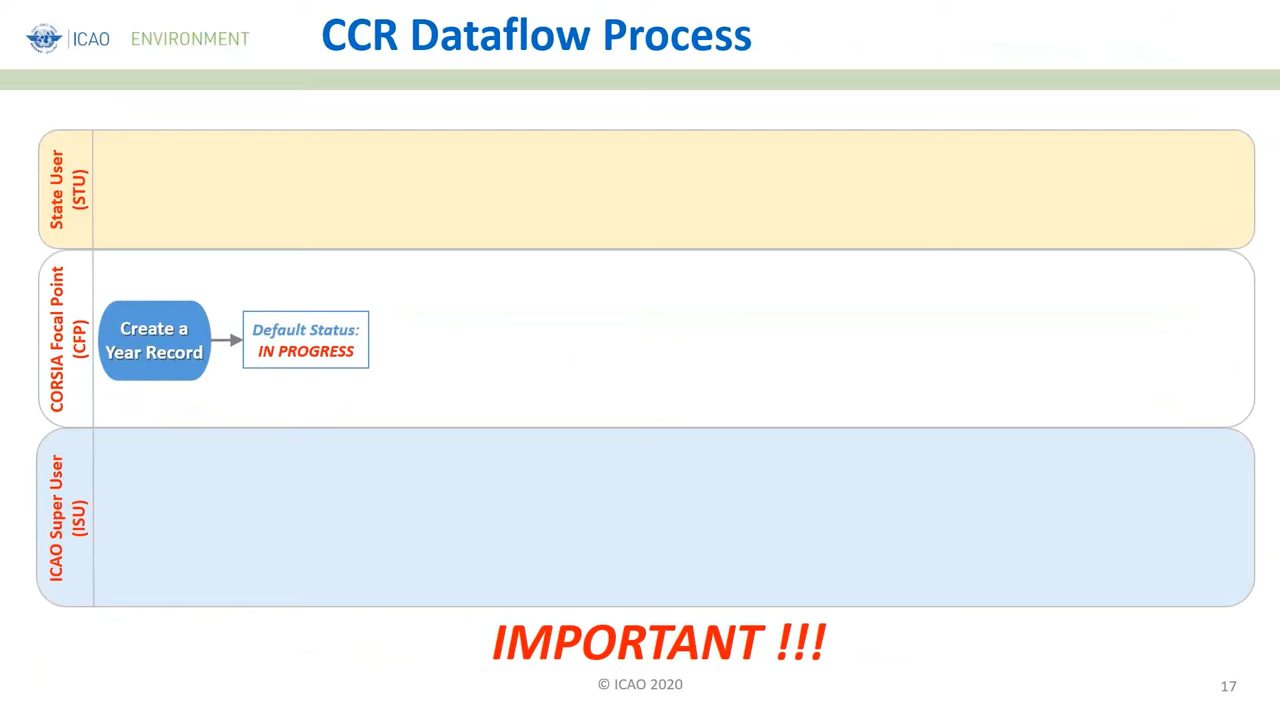 ICAO ENVIRONMENT
CCR Dataflow Process
State User
(STU)
CORSIA Focal Point
(CFP)
Create a
Year Record
Default Status:
IN PROGRESS
ICAO Super User
(ISU)
IMPORTANT !!!
© ICAO 2020
17